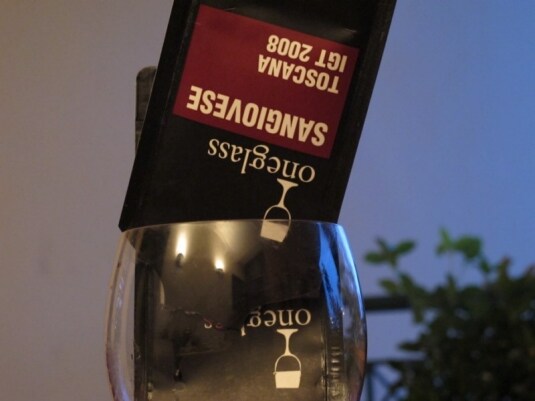 SANGIOVESE
TOSCANA
IGT 2008
oneglass
oneglass